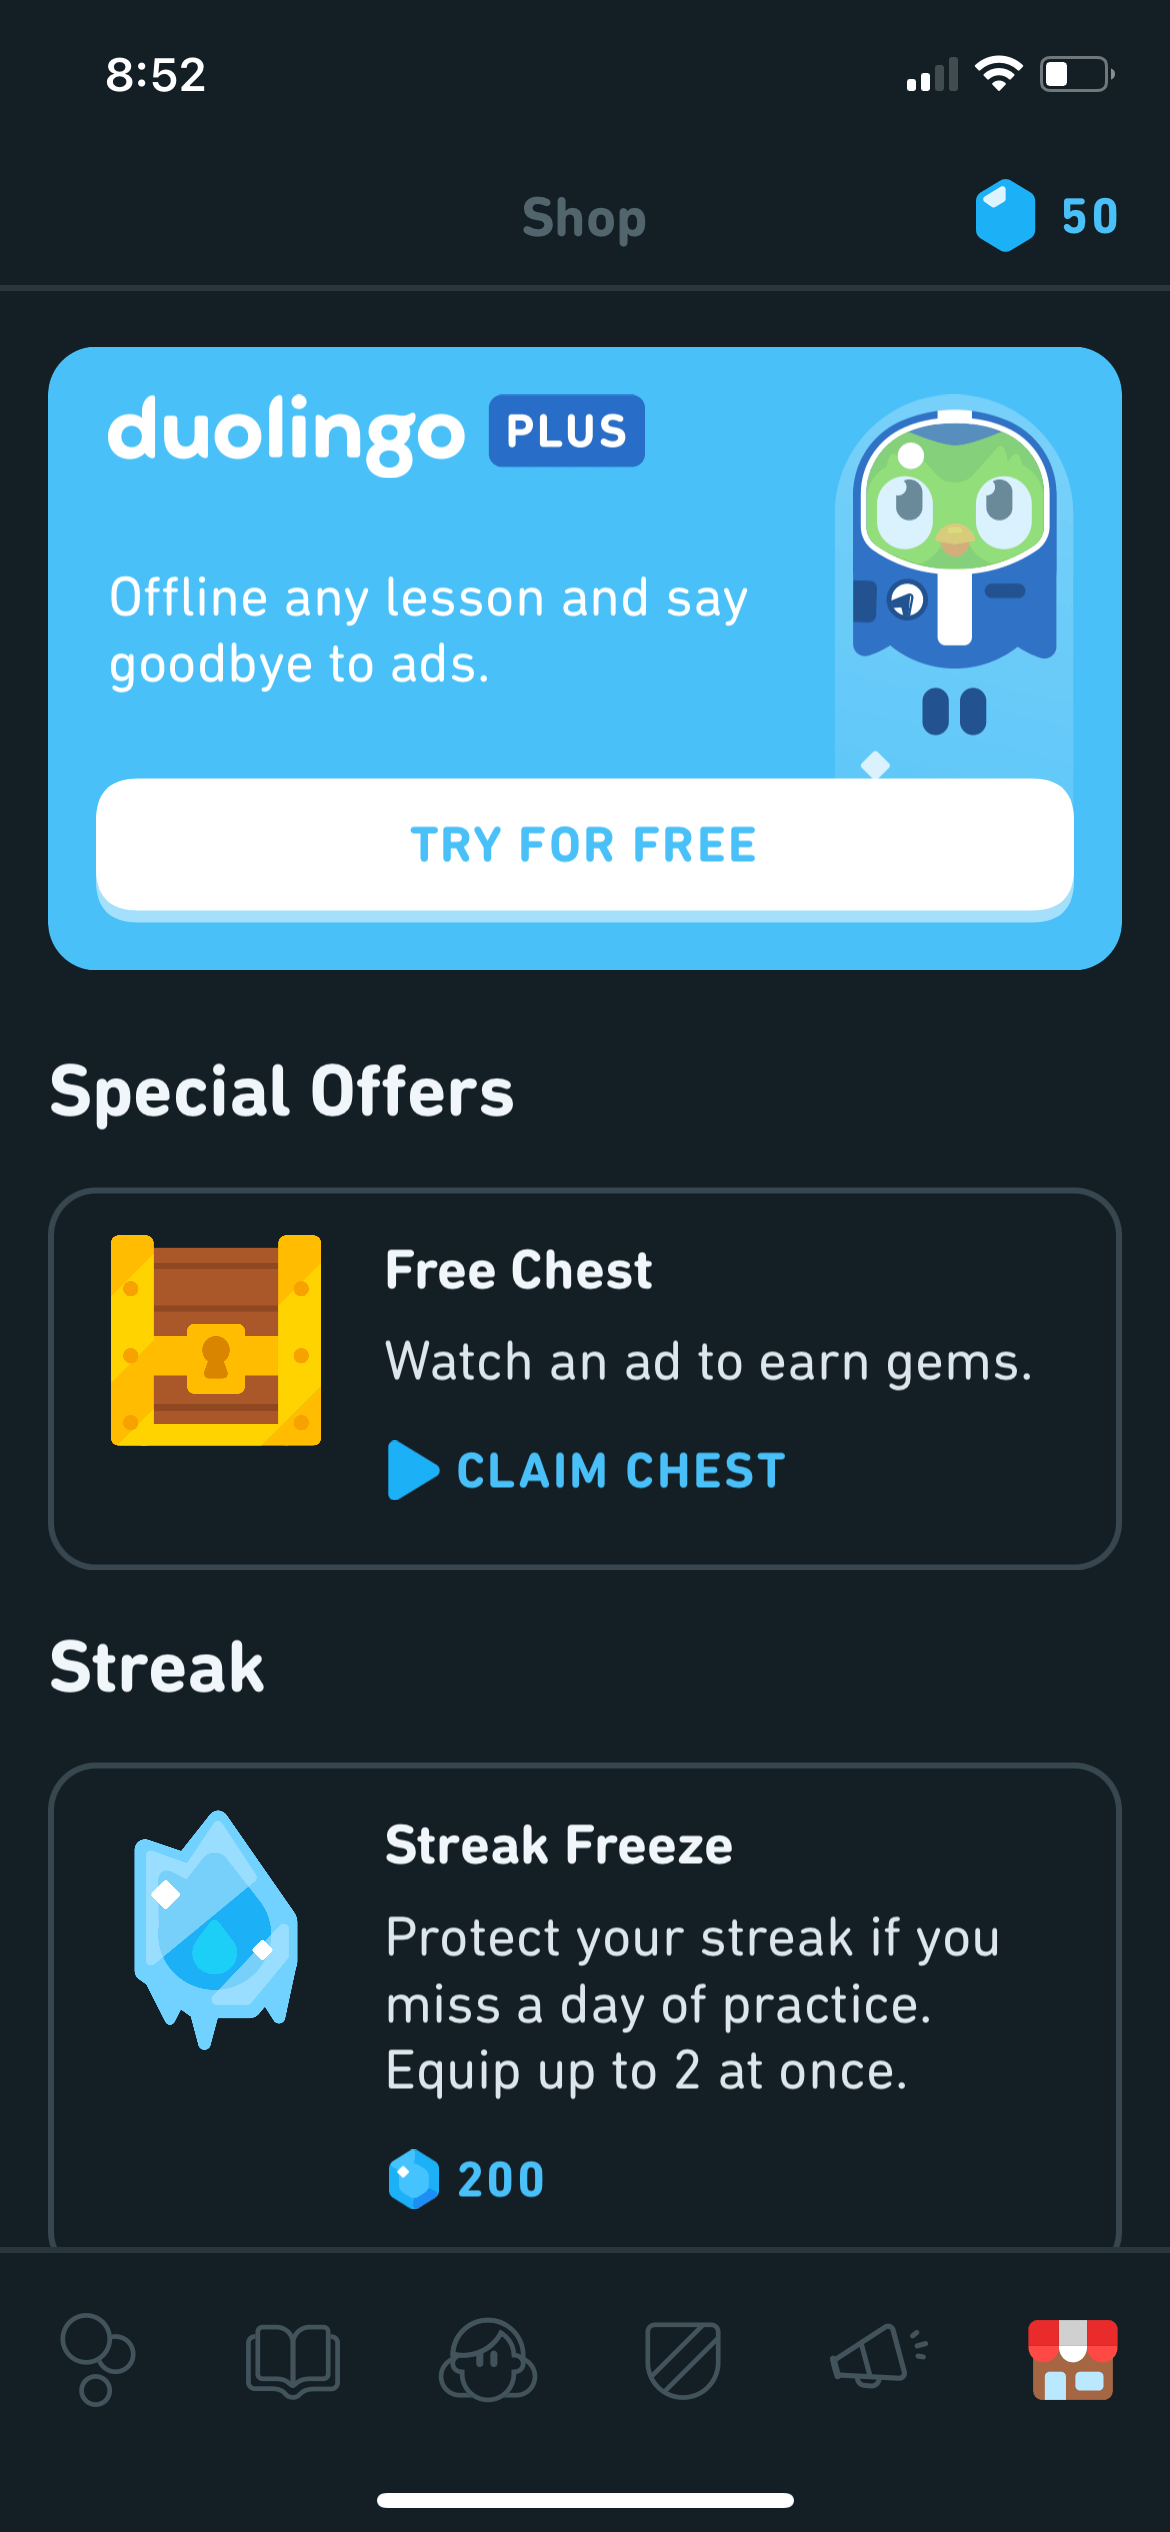 8:52
Shop
50
duolingo PLUS
Offline any lesson and say
goodbye to ads.
TRY FOR FREE
Special Offers
Free Chest
Watch an ad to earn gems.
CLAIM CHEST
Streak
Streak Freeze
Protect your streak if you
miss a day of practice.
Equip up to 2 at once.
200